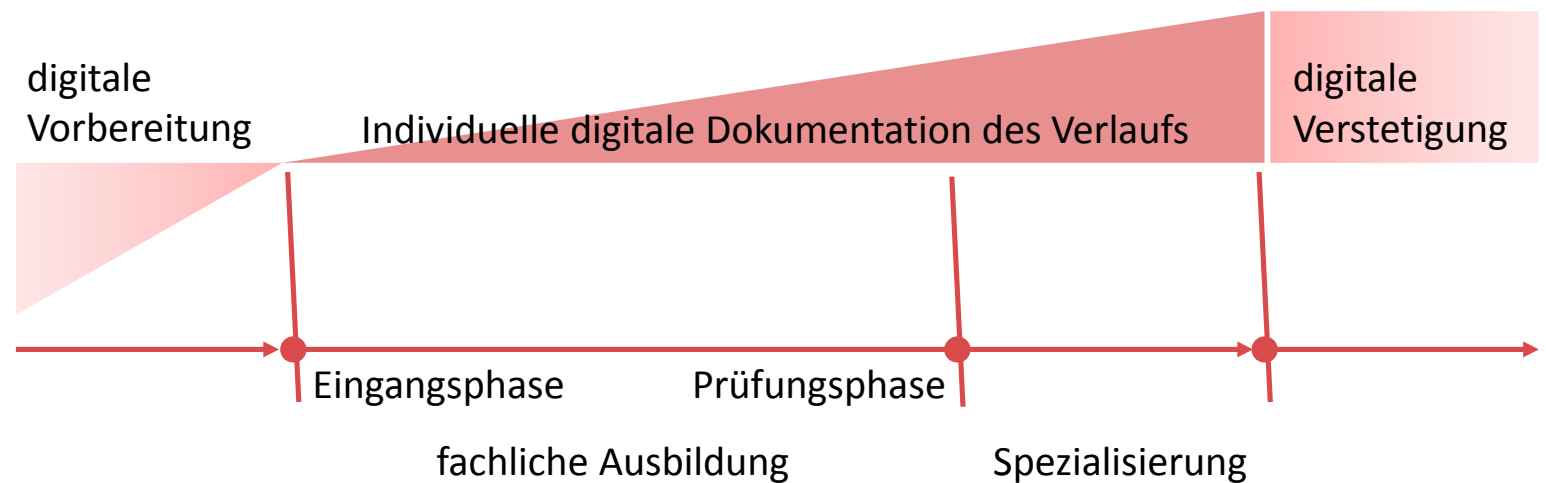 digitale
Vorbereitung
Individuelle digitale Dokumentation des Verlaufs
digitale
Verstetigung
Eingangsphase
Prüfungsphase
fachliche Ausbildung
Spezialisierung